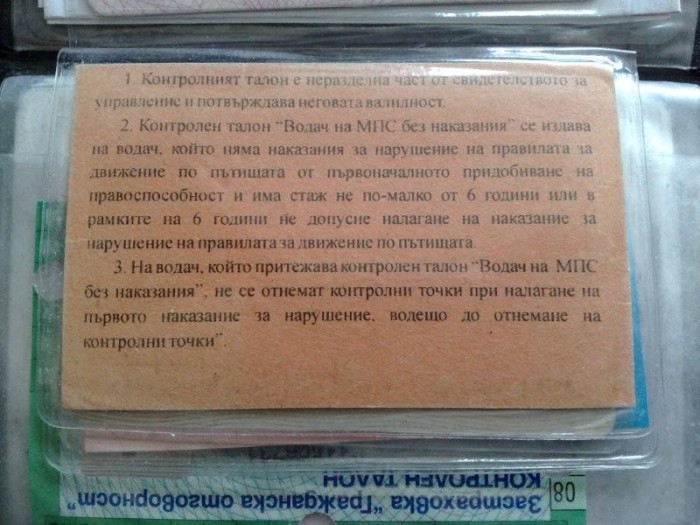 1. Контролният талон е неразделна част от свидетелството за
управление и потвърждава неговата валидност.
2. Контролен талон “Водач на МПС без наказания” се издава
на водач, който няма наказания за нарушение на правилата за
движение по пътищата от първоначалното придобиване на
правоспособност и има стаж не по-малко от 6 години или в
рамките на 6 години не допусне налагане на наказание за
нарушение на правилата за движение по пътищата.
3. На водач, който притежава контролен талон “Водач на МПС
без наказания”, не се отнемат контролни точки при налагане на
първото наказание за нарушение, водещо до отнемане на
контролни точки”.
08
Застраховка "Гражданска отговорност"
КОНТРОЛЕН ТАЛОН